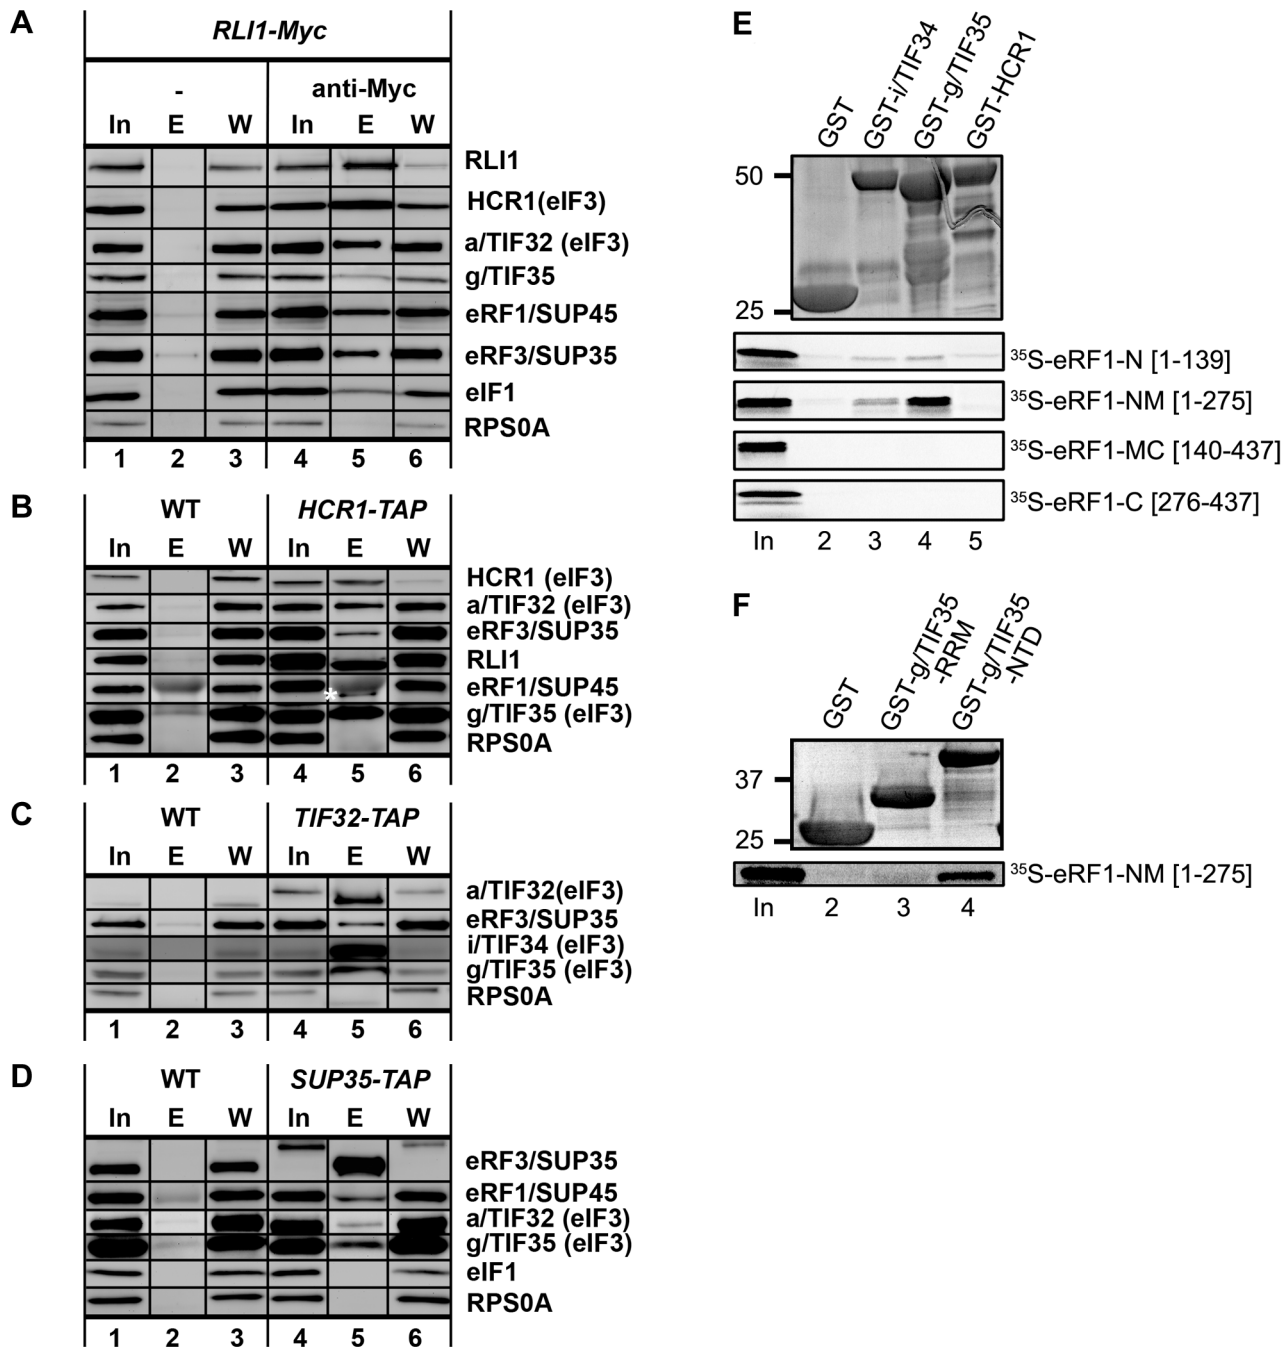 A
RLI1-Myc
- anti-Myc
In E W In E W
RLI1
HCR1(eIF3)
a/TIF32 (eIF3)
g/TIF35
eRF1/SUP45
eRF3/SUP35
eIF1
RPS0A
1 2 3 4 5 6
B
WT HCR1-TAP
In E W In E W
HCR1 (eIF3)
a/TIF32 (eIF3)
eRF3/SUP35
RLI1
eRF1/SUP45
*
g/TIF35 (eIF3)
RPS0A
1 2 3 4 5 6
C
WT TIF32-TAP
In E W In E W
a/TIF32(eIF3)
eRF3/SUP35
i/TIF34 (eIF3)
g/TIF35 (eIF3)
RPS0A
1 2 3 4 5 6
D
WT SUP35-TAP
In E W In E W
eRF3/SUP35
eRF1/SUP45
a/TIF32 (eIF3)
g/TIF35 (eIF3)
eIF1
RPS0A
1 2 3 4 5 6
E
GST
GST-i/TIF34
GST-g/TIF35
GST-HCR1
50
25
³⁵S-eRF1-N [1-139]
³⁵S-eRF1-NM [1-275]
³⁵S-eRF1-MC [140-437]
³⁵S-eRF1-C [276-437]
In 2 3 4 5
F
GST
GST-g/TIF35
-RRM
GST-g/TIF35
-NTD
37
25
³⁵S-eRF1-NM [1-275]
In 2 3 4